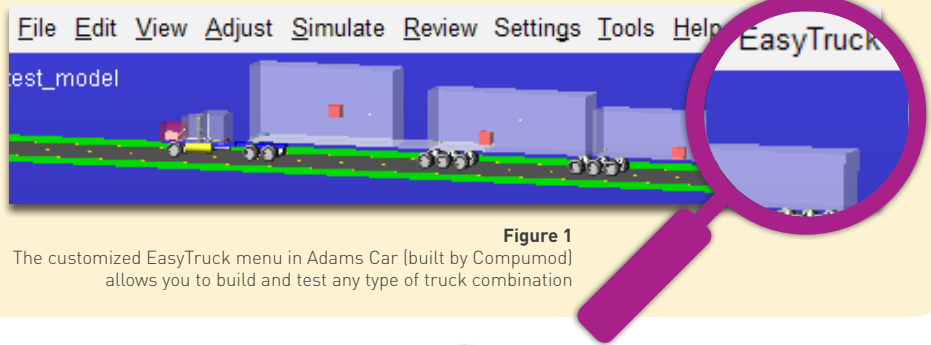 File Edit View Adjust Simulate Review Settings Tools Help EasyTruck
test_model
Figure 1
The customized EasyTruck menu in Adams Car (built by Compumod)
allows you to build and test any type of truck combination